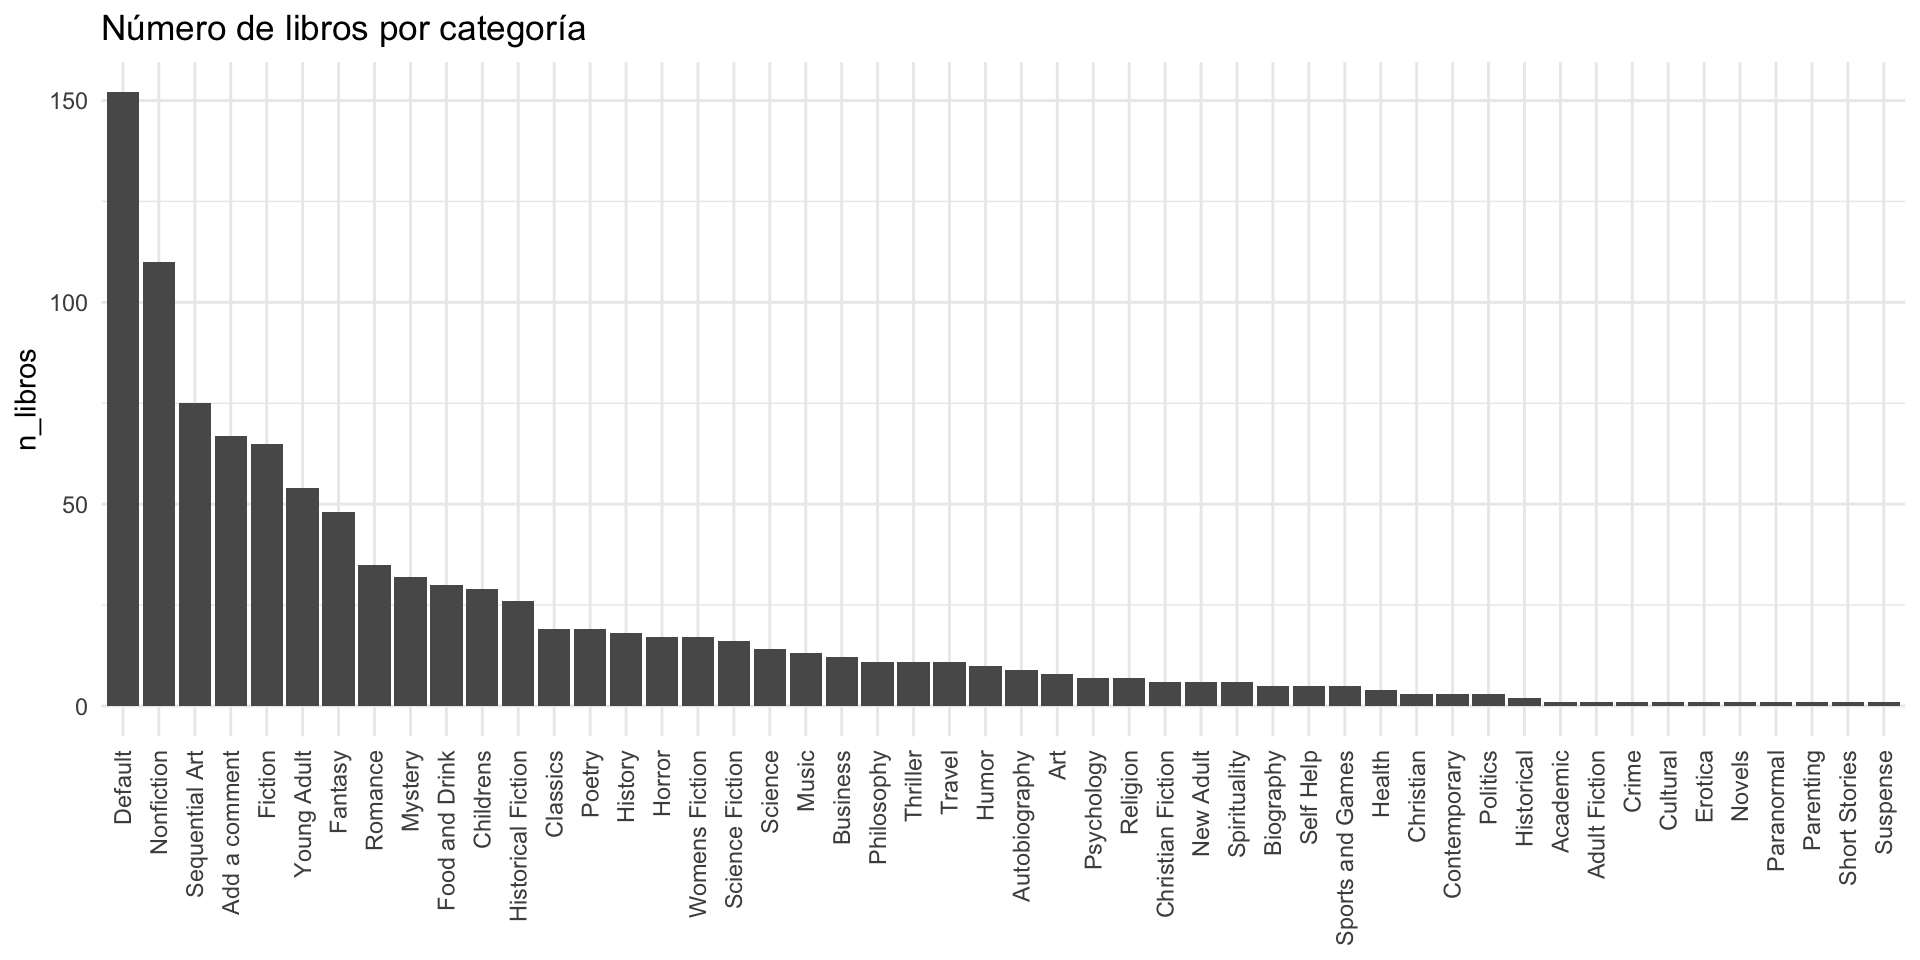 Número de libros por categoría
n_libros
150
100
50
0
Default
Nonfiction
Sequential Art
Add a comment
Fiction
Young Adult
Fantasy
Romance
Mystery
Food and Drink
Childrens
Historical Fiction
Classics
Poetry
History
Horror
Womens Fiction
Science Fiction
Science
Music
Business
Philosophy
Thriller
Travel
Humor
Autobiography
Art
Psychology
Religion
Christian Fiction
New Adult
Spirituality
Biography
Self Help
Sports and Games
Health
Christian
Contemporary
Politics
Historical
Academic
Adult Fiction
Crime
Cultural
Erotica
Novels
Paranormal
Parenting
Short Stories
Suspense